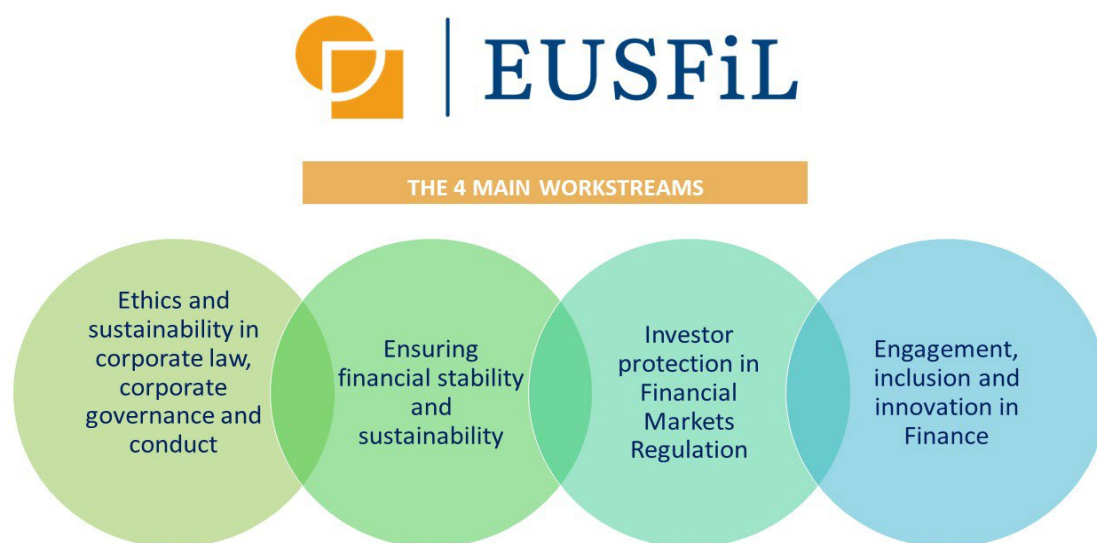 EUSFiL
THE 4 MAIN WORKSTREAMS
Ethics and
sustainability in
corporate law,
corporate
governance and
conduct
Ensuring
financial stability
and
sustainability
Investor
protection in
Financial
Markets
Regulation
Engagement,
inclusion and
innovation in
Finance